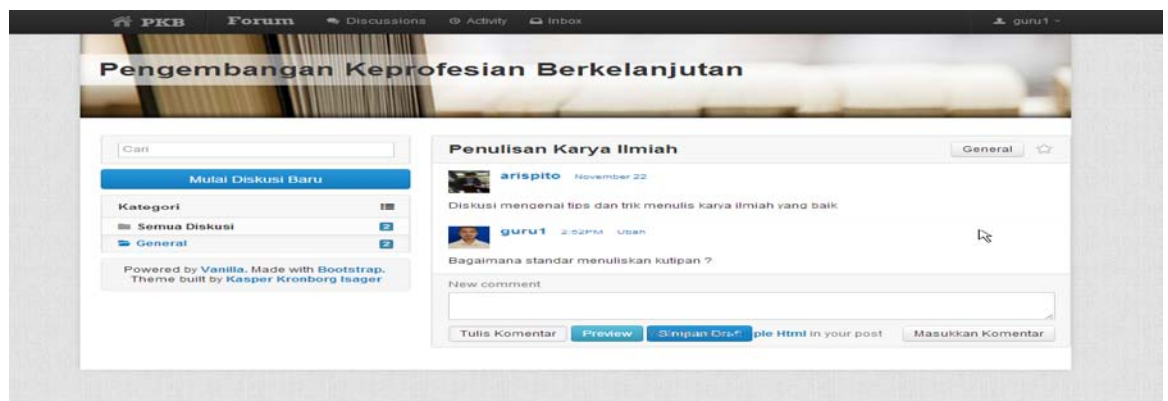 PKB Forum Discussions Activity Inbox guru1
Pengembangan Keprofesian Berkelanjutan
Cari
Mulai Diskusi Baru
Kategori
Semua Diskusi 2
General 2
Powered by Vanilla. Made with Bootstrap.
Theme built by Kasper Kronborg Isager
Penulisan Karya Ilmiah General
arispito November 22
Diskusi mengenai tips dan trik menulis karya ilmiah yang baik
guru1 2:52PM Ubah
Bagaimana standar menuliskan kutipan ?
New comment
Tulis Komentar Preview Simpan Draft ple Html in your post Masukkan Komentar